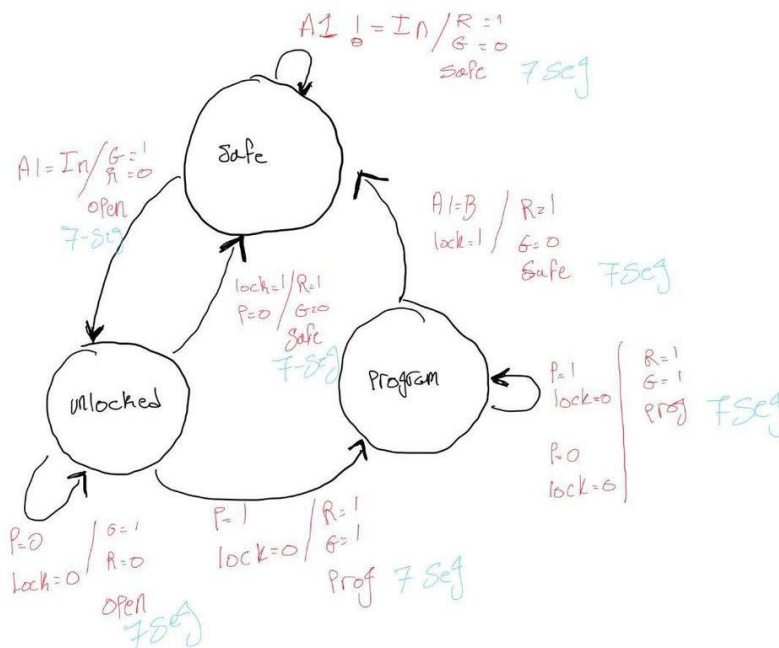 A1 != In / R=1
G=0
Safe 7 Seg
Safe
A1=In / G=1
R=0
Open
7-Seg
A1=B / R=1
lock=1 G=0
Safe 7Seg
lock=1 / R=1
P=0 G=0
Safe
7-Seg
Unlocked
Program
P=1 R=1
lock=0 G=1
Prog 7Seg
P=0
lock=0
P=0 / G=1
Lock=0 R=0
Open
7Seg
P=1 / R=1
lock=0 G=1
Prog 7 Seg